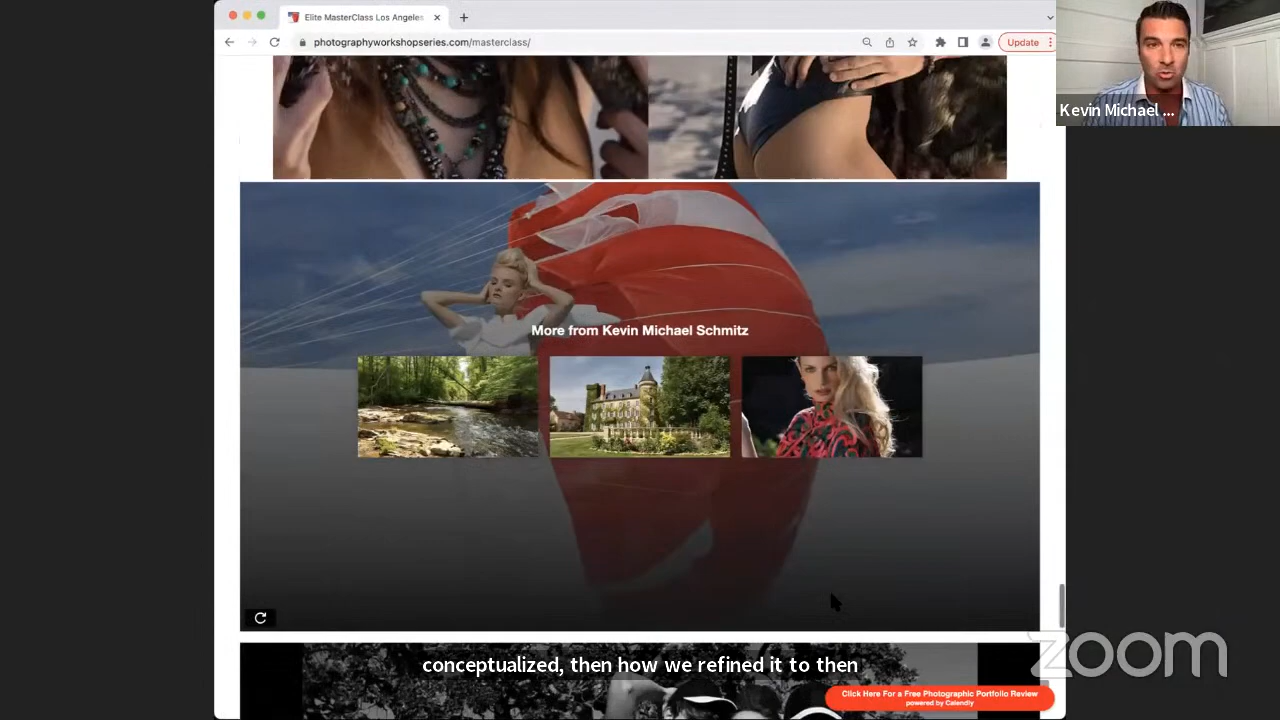 Elite MasterClass Los Angeles
photographyworkshopseries.com/masterclass/
Update
Kevin Michael ...
More from Kevin Michael Schmitz
conceptualized, then how we refined it to then
zoom
Click Here For a Free Photographic Portfolio Review
powered by Calendly